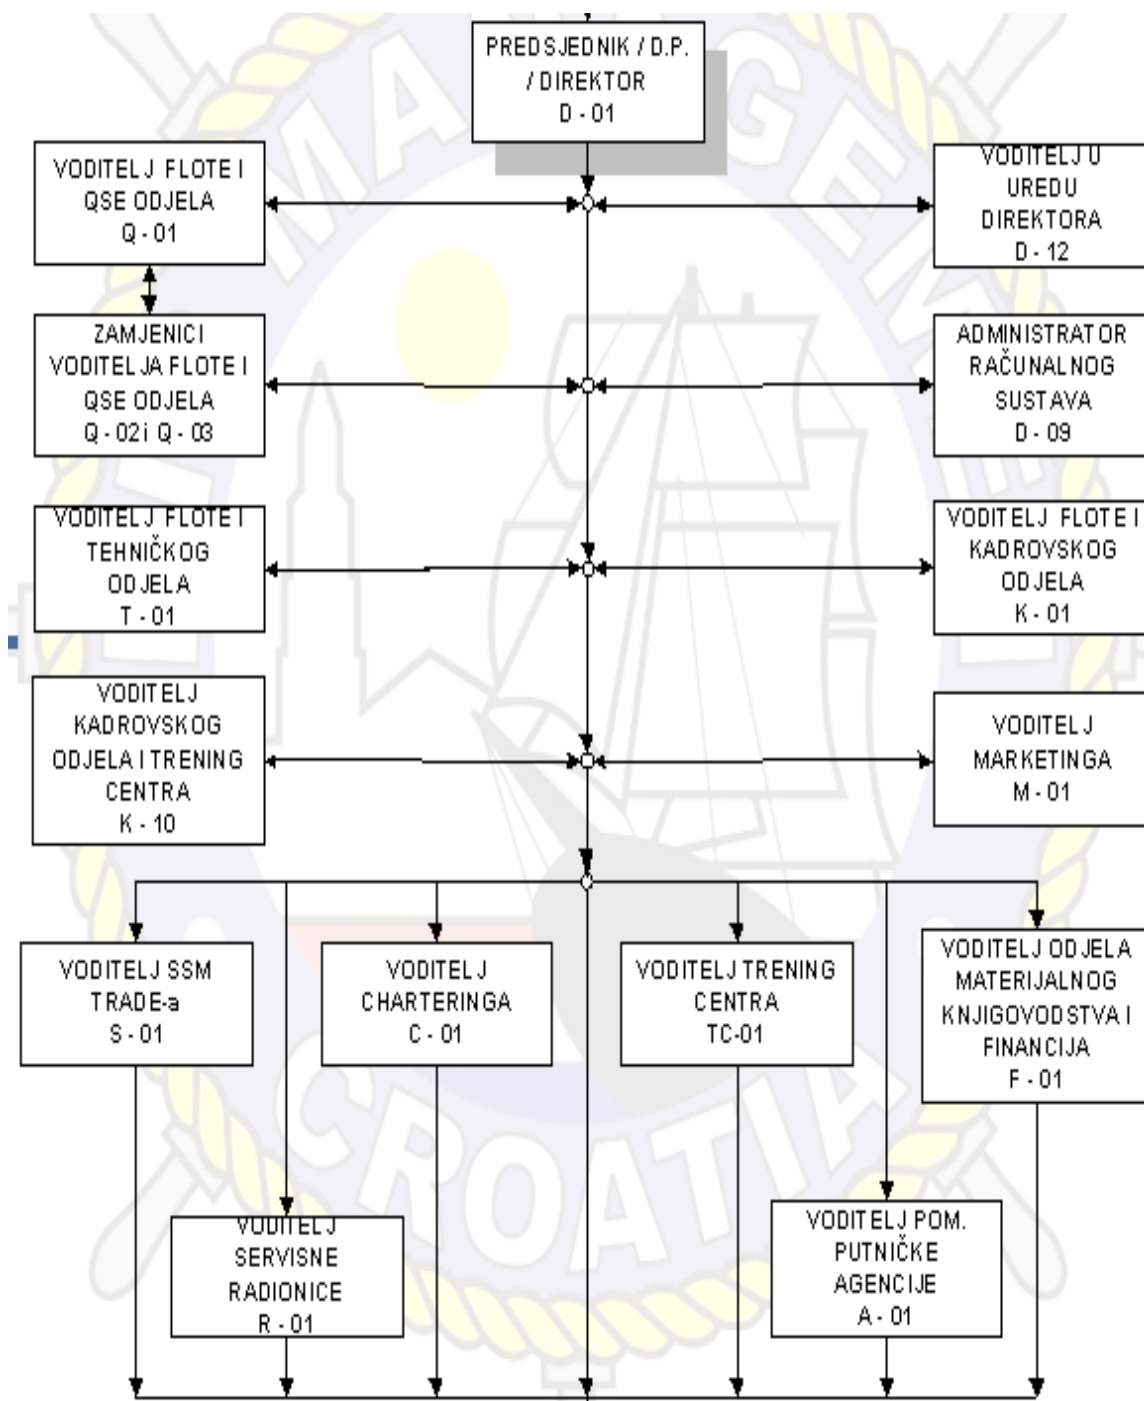 PREDSJEDNIK / D.P.
/ DIREKTOR
D - 01
VODITELJ FLOTE I
QSE ODJELA
Q - 01
VODITELJ U
UREDU
DIREKTORA
D - 12
ZAMJENICI
VODITELJA FLOTE I
QSE ODJELA
Q - 02 i Q - 03
ADMINISTRATOR
RAČUNALNOG
SUSTAVA
D - 09
VODITELJ FLOTE I
TEHNIČKOG
ODJELA
T - 01
VODITELJ FLOTE I
KADROVSKOG
ODJELA
K - 01
VODITELJ
KADROVSKOG
ODJELA I TRENING
CENTRA
K - 10
VODITELJ
MARKETINGA
M - 01
VODITELJ SSM
TRADE-a
S - 01
VODITELJ
CHARTERINGA
C - 01
VODITELJ TRENING
CENTRA
TC-01
VODITELJ ODJELA
MATERIJALNOG
KNJIGOVODSTVA I
FINANCIJA
F - 01
VODITELJ
SERVISNE
RADIONICE
R - 01
VODITELJ POM.
PUTNIČKE
AGENCIJE
A - 01
CROATIA